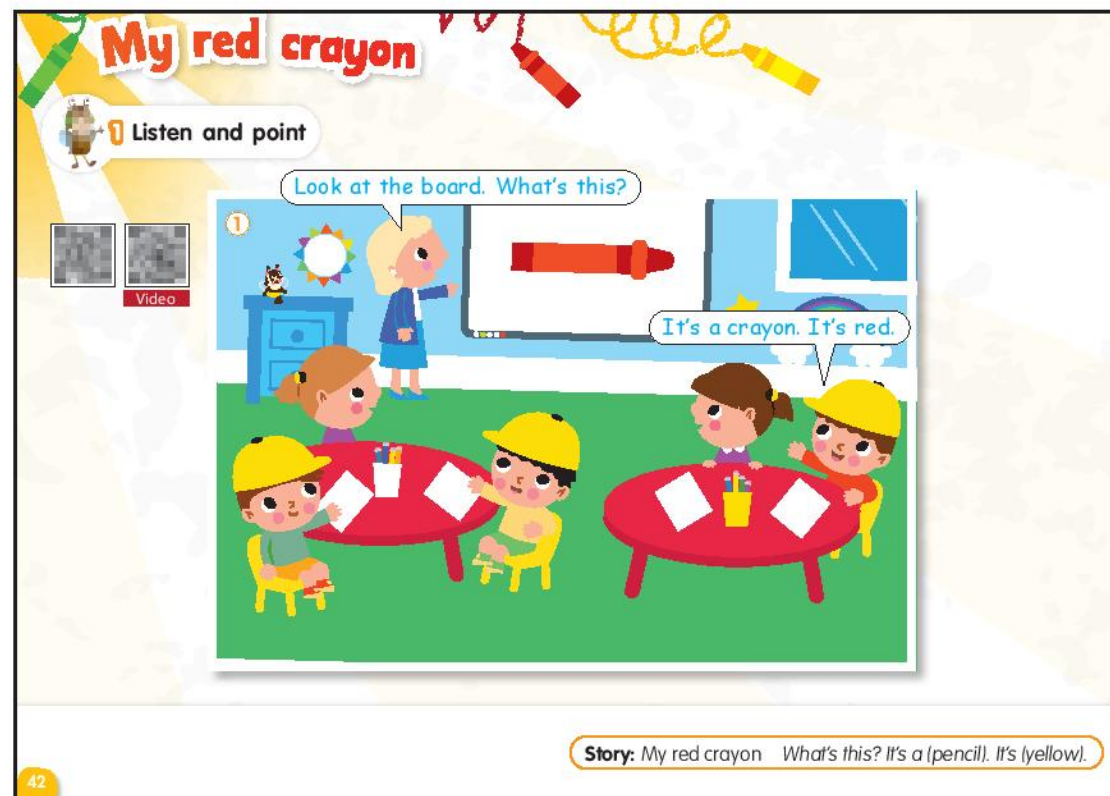 My red crayon
1 Listen and point
Look at the board. What's this?
1
Video
It's a crayon. It's red.
Story: My red crayon What's this? It's a (pencil). It's (yellow).
42